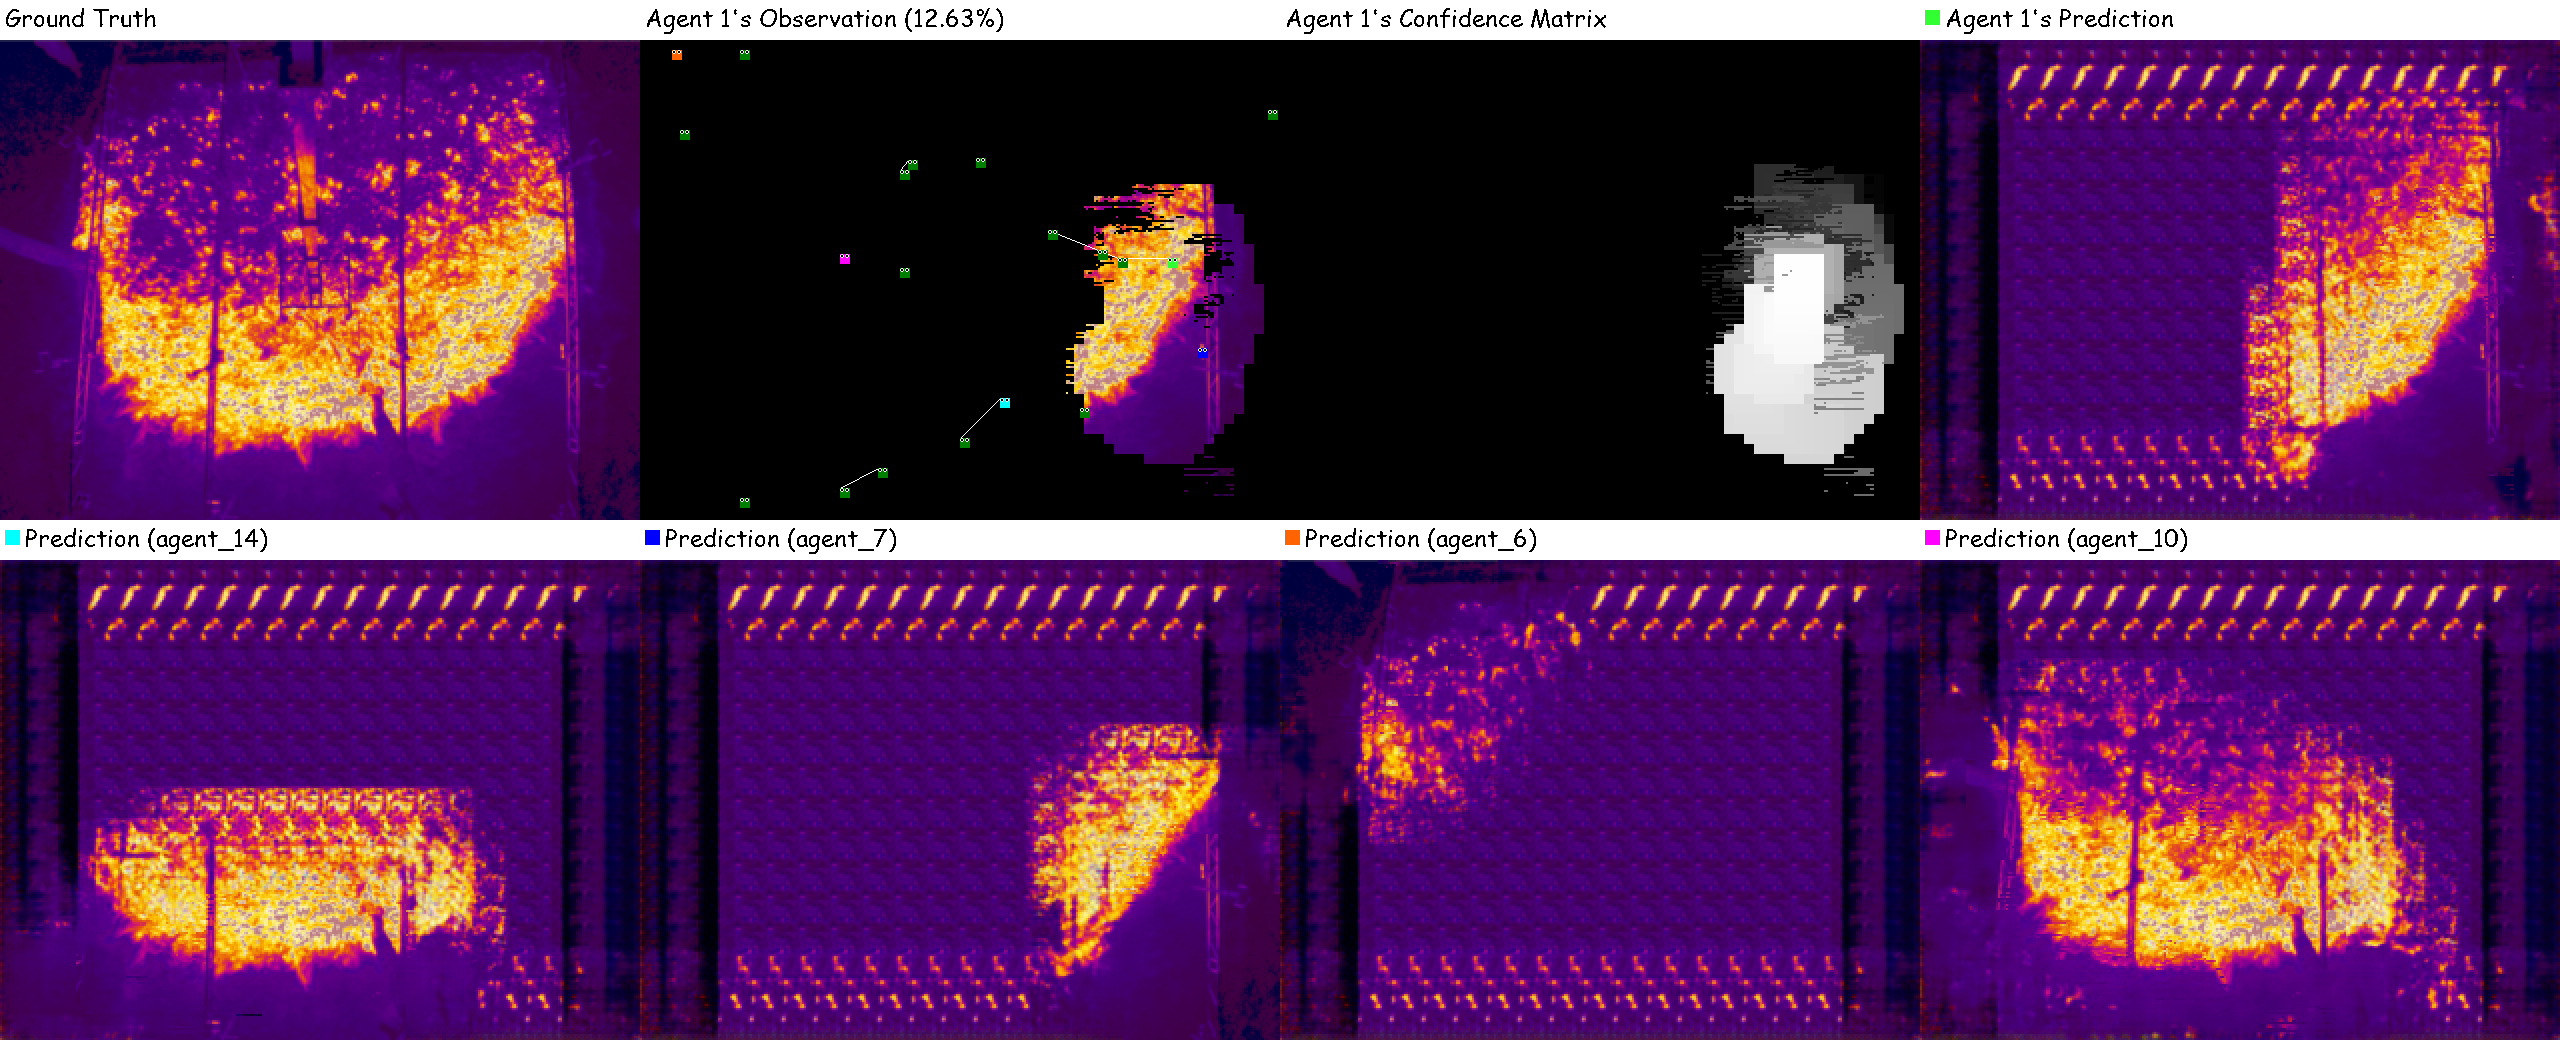 Ground Truth
Agent 1's Observation (12.63%)
Agent 1's Confidence Matrix
Agent 1's Prediction
Prediction (agent_14)
Prediction (agent_7)
Prediction (agent_6)
Prediction (agent_10)